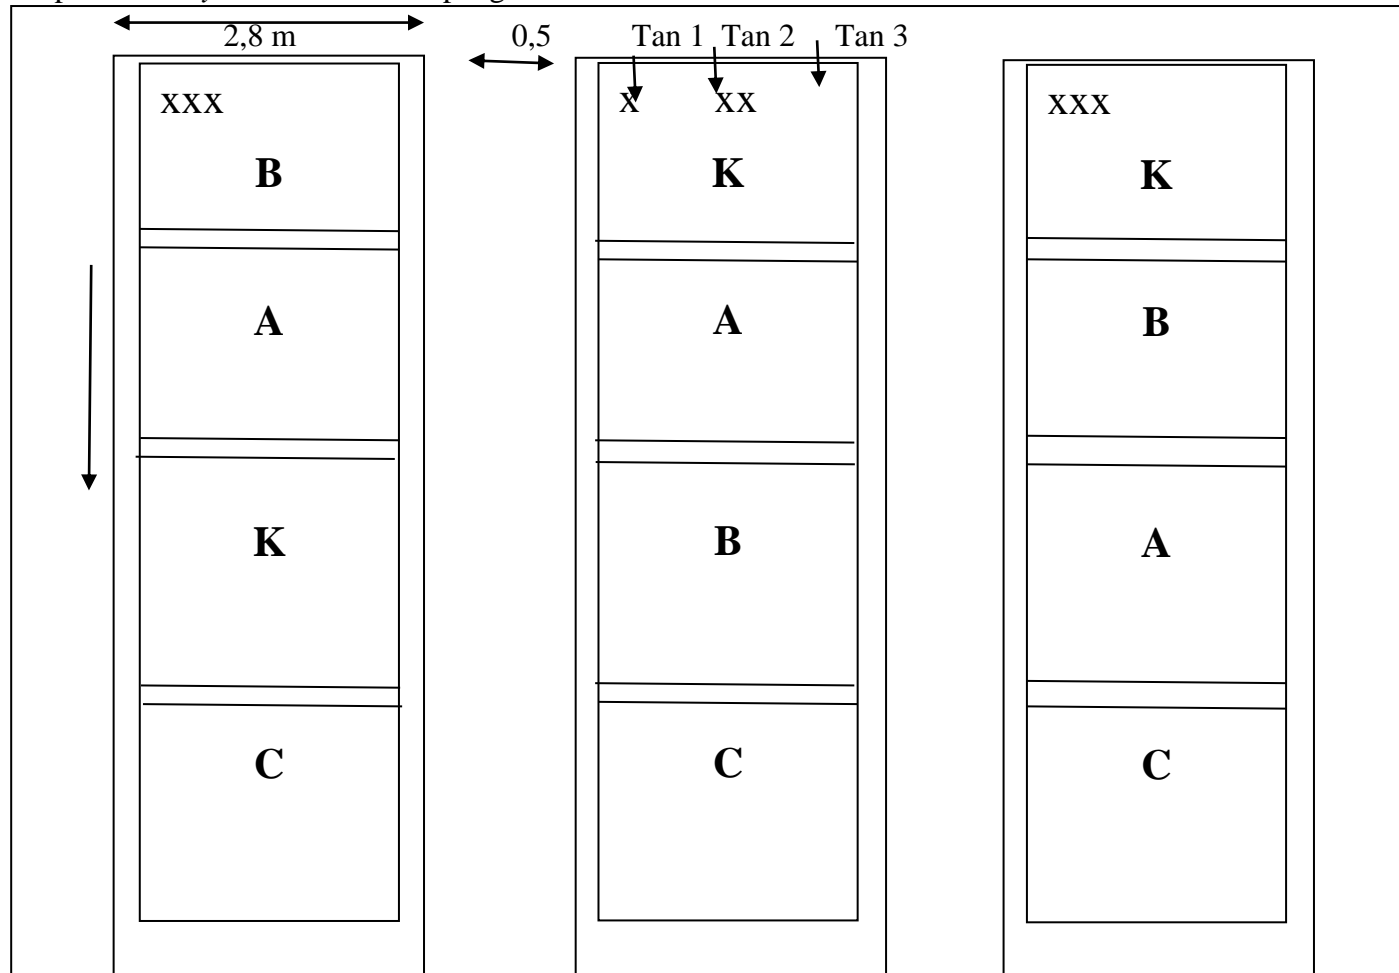 2,8 m 0,5 Tan 1 Tan 2 Tan 3
xxx x xx xxx
B K K
A A B
K B A
C C C